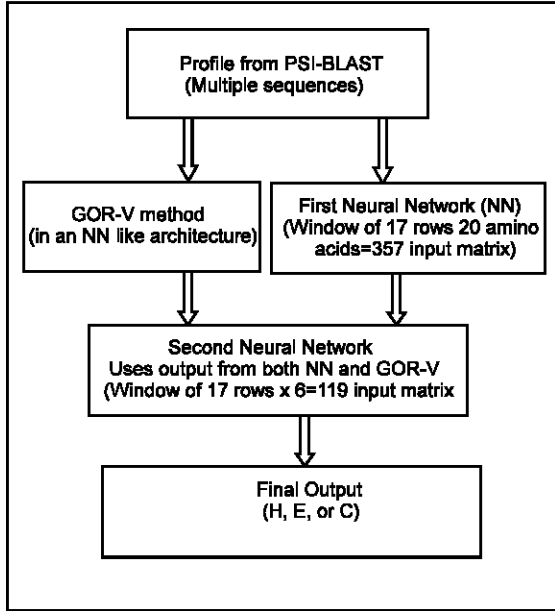 Profile from PSI-BLAST
(Multiple sequences)
GOR-V method
(in an NN like architecture)
First Neural Network (NN)
(Window of 17 rows 20 amino
acids=357 input matrix)
Second Neural Network
Uses output from both NN and GOR-V
(Window of 17 rows x 6=119 input matrix
Final Output
(H, E, or C)